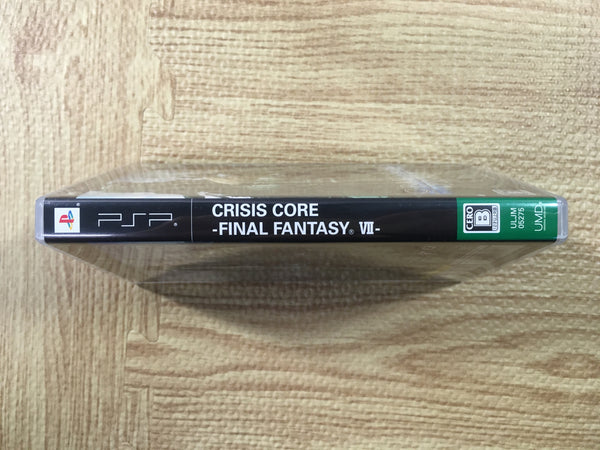 PSP
CRISIS CORE
-FINAL FANTASY® VII-
CERO
B
ULJM
05275
UMD